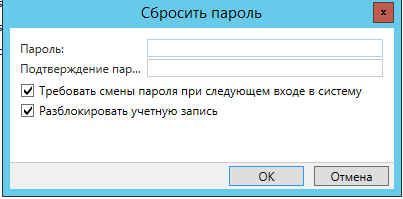 Сбросить пароль
x
Пароль:
Подтверждение пар...
Требовать смены пароля при следующем входе в систему
Разблокировать учетную запись
OK
Отмена